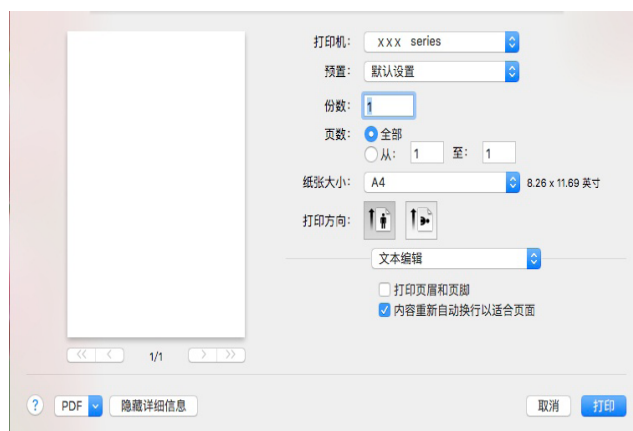 打印机: xxx series
预置: 默认设置
份数: 1
页数: 全部
从: 1 至: 1
纸张大小: A4 8.26 x 11.69 英寸
打印方向:
文本编辑
打印页眉和页脚
内容重新自动换行以适合页面
1/1
? PDF 隐藏详细信息 取消 打印